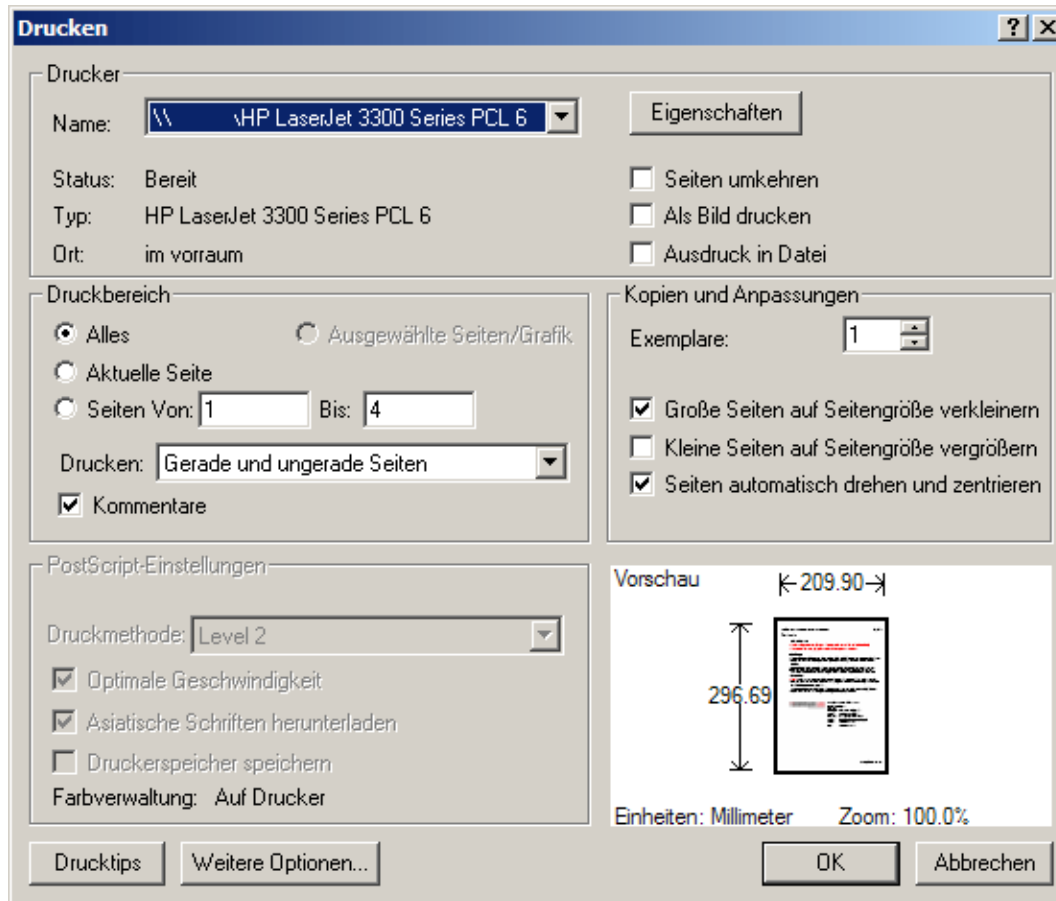 Drucken
Drucker
Name: \\ \HP LaserJet 3300 Series PCL 6
Eigenschaften
Status: Bereit
Seiten umkehren
Typ: HP LaserJet 3300 Series PCL 6
Als Bild drucken
Ort: im vorraum
Ausdruck in Datei
Druckbereich
Alles
Ausgewählte Seiten/Grafik
Aktuelle Seite
Seiten Von: 1 Bis: 4
Drucken: Gerade und ungerade Seiten
Kommentare
Kopien und Anpassungen
Exemplare: 1
Große Seiten auf Seitengröße verkleinern
Kleine Seiten auf Seitengröße vergrößern
Seiten automatisch drehen und zentrieren
PostScript-Einstellungen
Druckmethode: Level 2
Optimale Geschwindigkeit
Asiatische Schriften herunterladen
Druckerspeicher speichern
Farbverwaltung: Auf Drucker
Vorschau
209.90
296.69
Einheiten: Millimeter Zoom: 100.0%
Drucktips
Weitere Optionen...
OK
Abbrechen